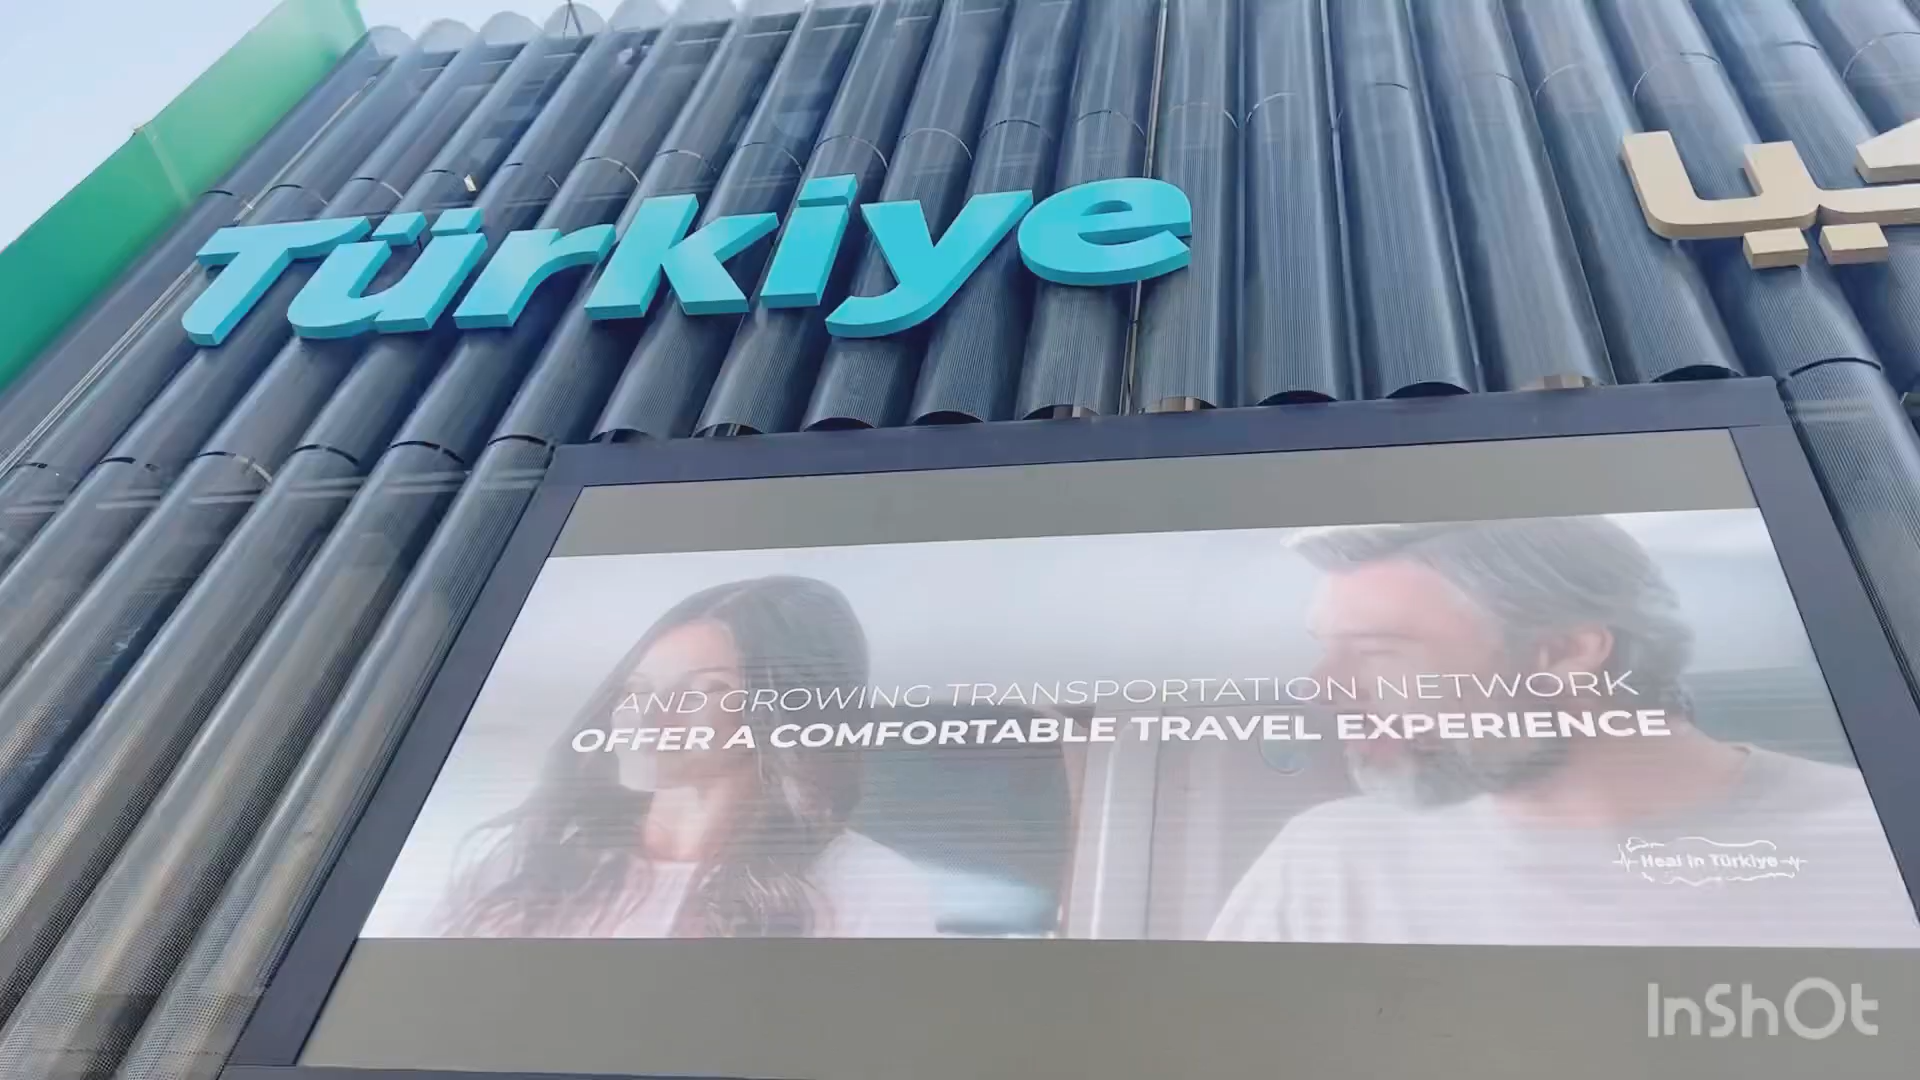 Türkiye
AND GROWING TRANSPORTATION NETWORK
OFFER A COMFORTABLE TRAVEL EXPERIENCE
Heal in Türkiye
InShOt